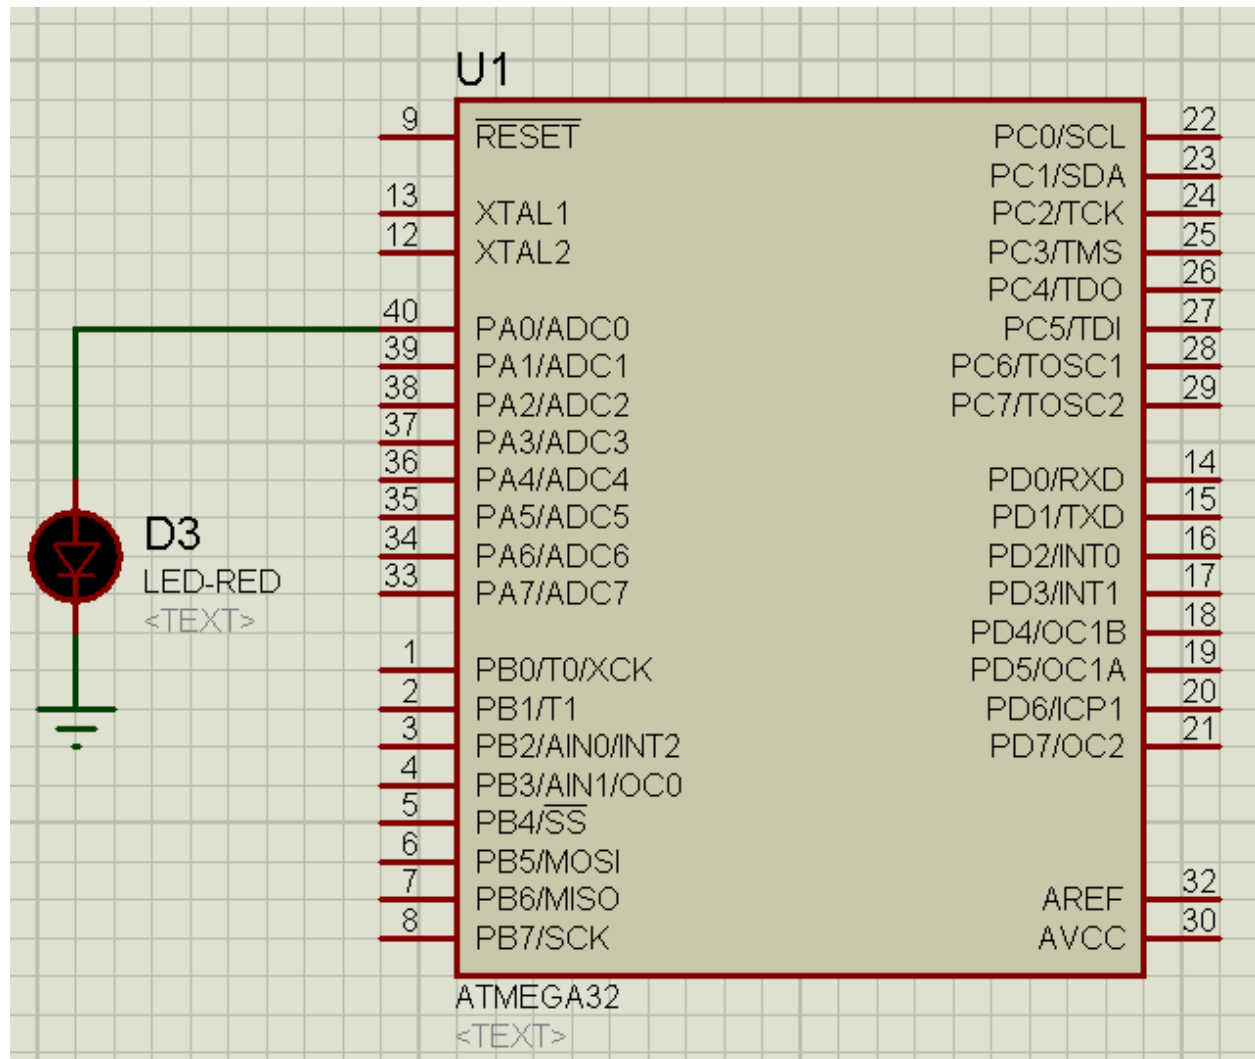 U1
9 RESET PC0/SCL 22
PC1/SDA 23
13 XTAL1 PC2/TCK 24
12 XTAL2 PC3/TMS 25
PC4/TDO 26
40 PA0/ADC0 PC5/TDI 27
39 PA1/ADC1 PC6/TOSC1 28
38 PA2/ADC2 PC7/TOSC2 29
37 PA3/ADC3
36 PA4/ADC4 PD0/RXD 14
35 PA5/ADC5 PD1/TXD 15
34 PA6/ADC6 PD2/INT0 16
33 PA7/ADC7 PD3/INT1 17
PD4/OC1B 18
1 PB0/T0/XCK PD5/OC1A 19
2 PB1/T1 PD6/ICP1 20
3 PB2/AIN0/INT2 PD7/OC2 21
4 PB3/AIN1/OC0
5 PB4/SS
6 PB5/MOSI
7 PB6/MISO AREF 32
8 PB7/SCK AVCC 30
ATMEGA32
<TEXT>
D3
LED-RED
<TEXT>